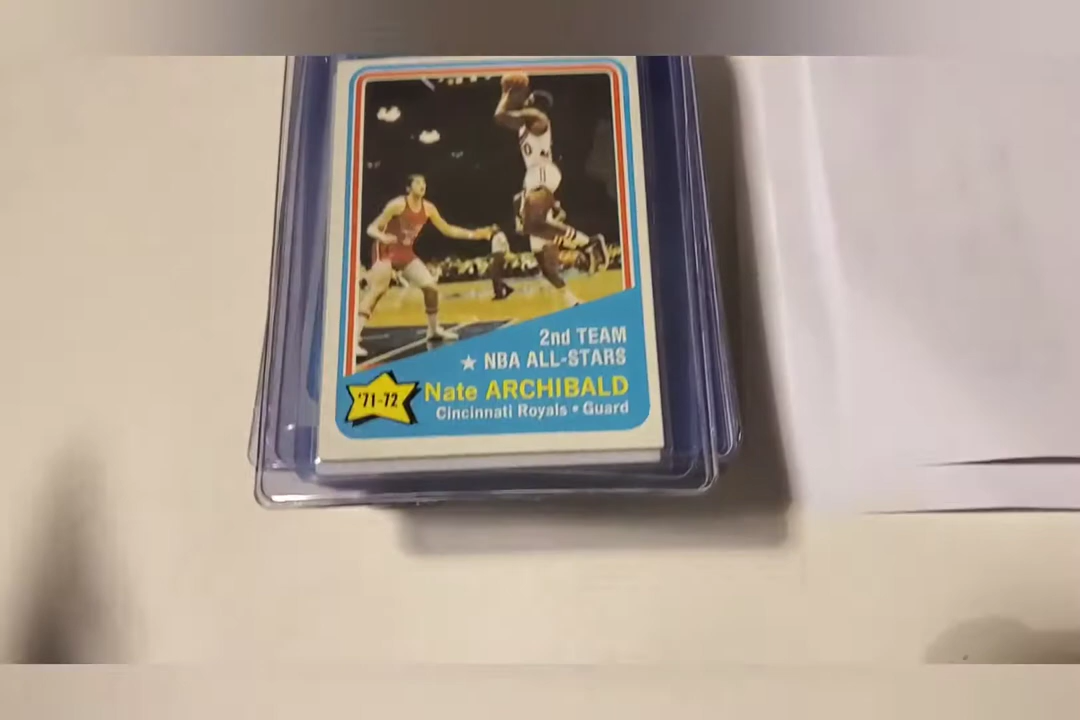 2nd TEAM
★ NBA ALL-STARS
'71-72
Nate ARCHIBALD
Cincinnati Royals • Guard